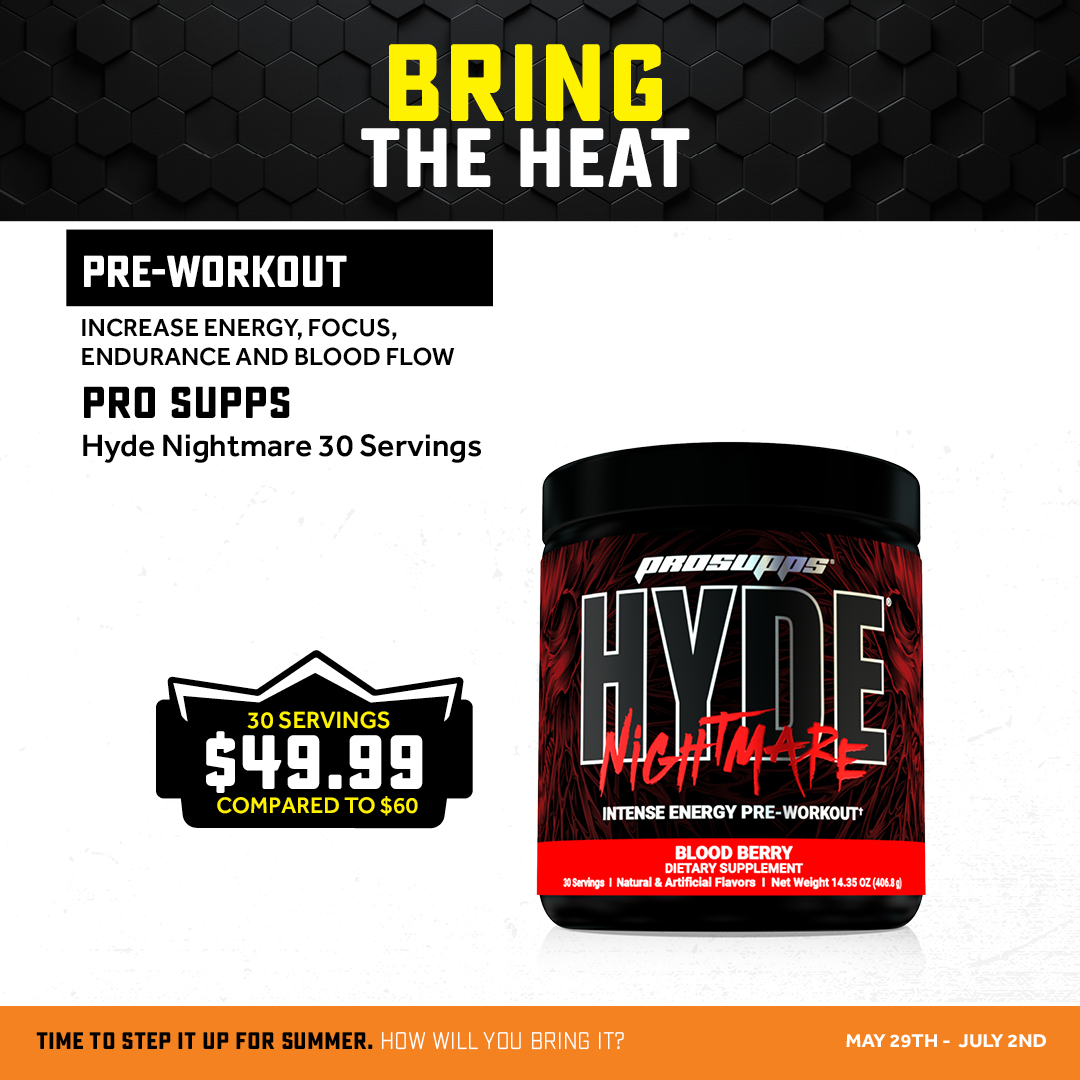 BRING
THE HEAT
PRE-WORKOUT
INCREASE ENERGY, FOCUS,
ENDURANCE AND BLOOD FLOW
PRO SUPPS
Hyde Nightmare 30 Servings
30 SERVINGS
$49.99
COMPARED TO $60
PROSUPPS®
HYDE®
NIGHTMARE
INTENSE ENERGY PRE-WORKOUT†
BLOOD BERRY
DIETARY SUPPLEMENT
30 Servings | Natural & Artificial Flavors | Net Weight 14.35 OZ (406.8 g)
TIME TO STEP IT UP FOR SUMMER. HOW WILL YOU BRING IT?
MAY 29TH - JULY 2ND